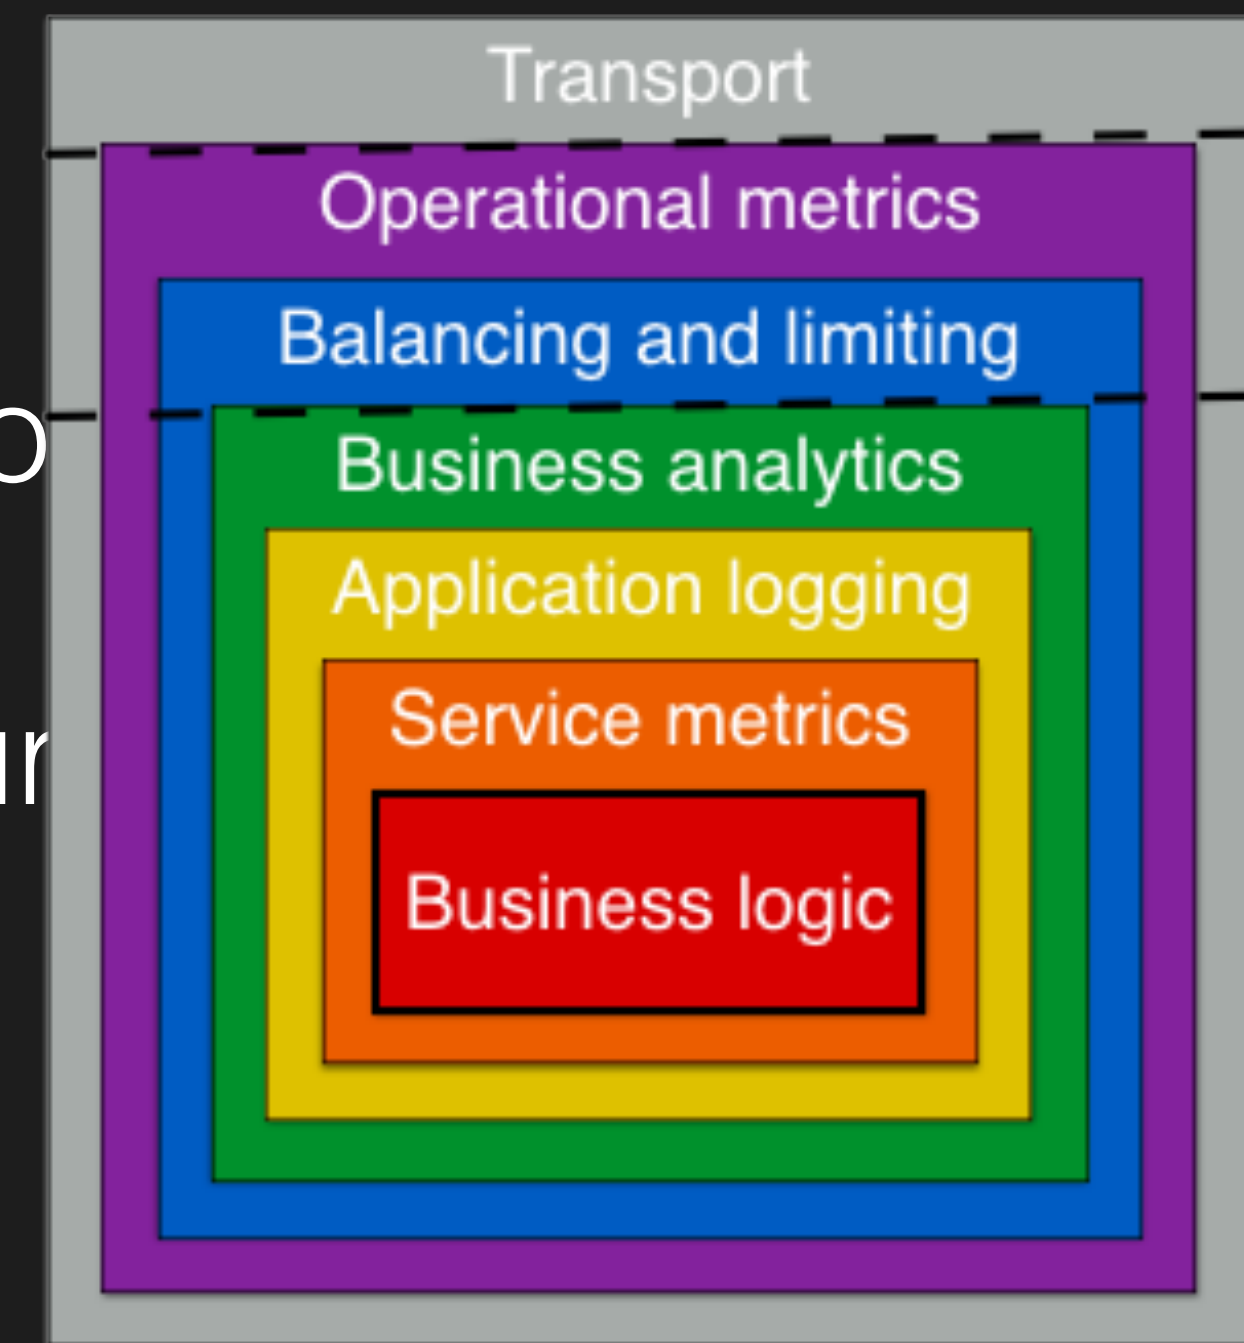 Transport
Operational metrics
Balancing and limiting
Business analytics
Application logging
Service metrics
Business logic